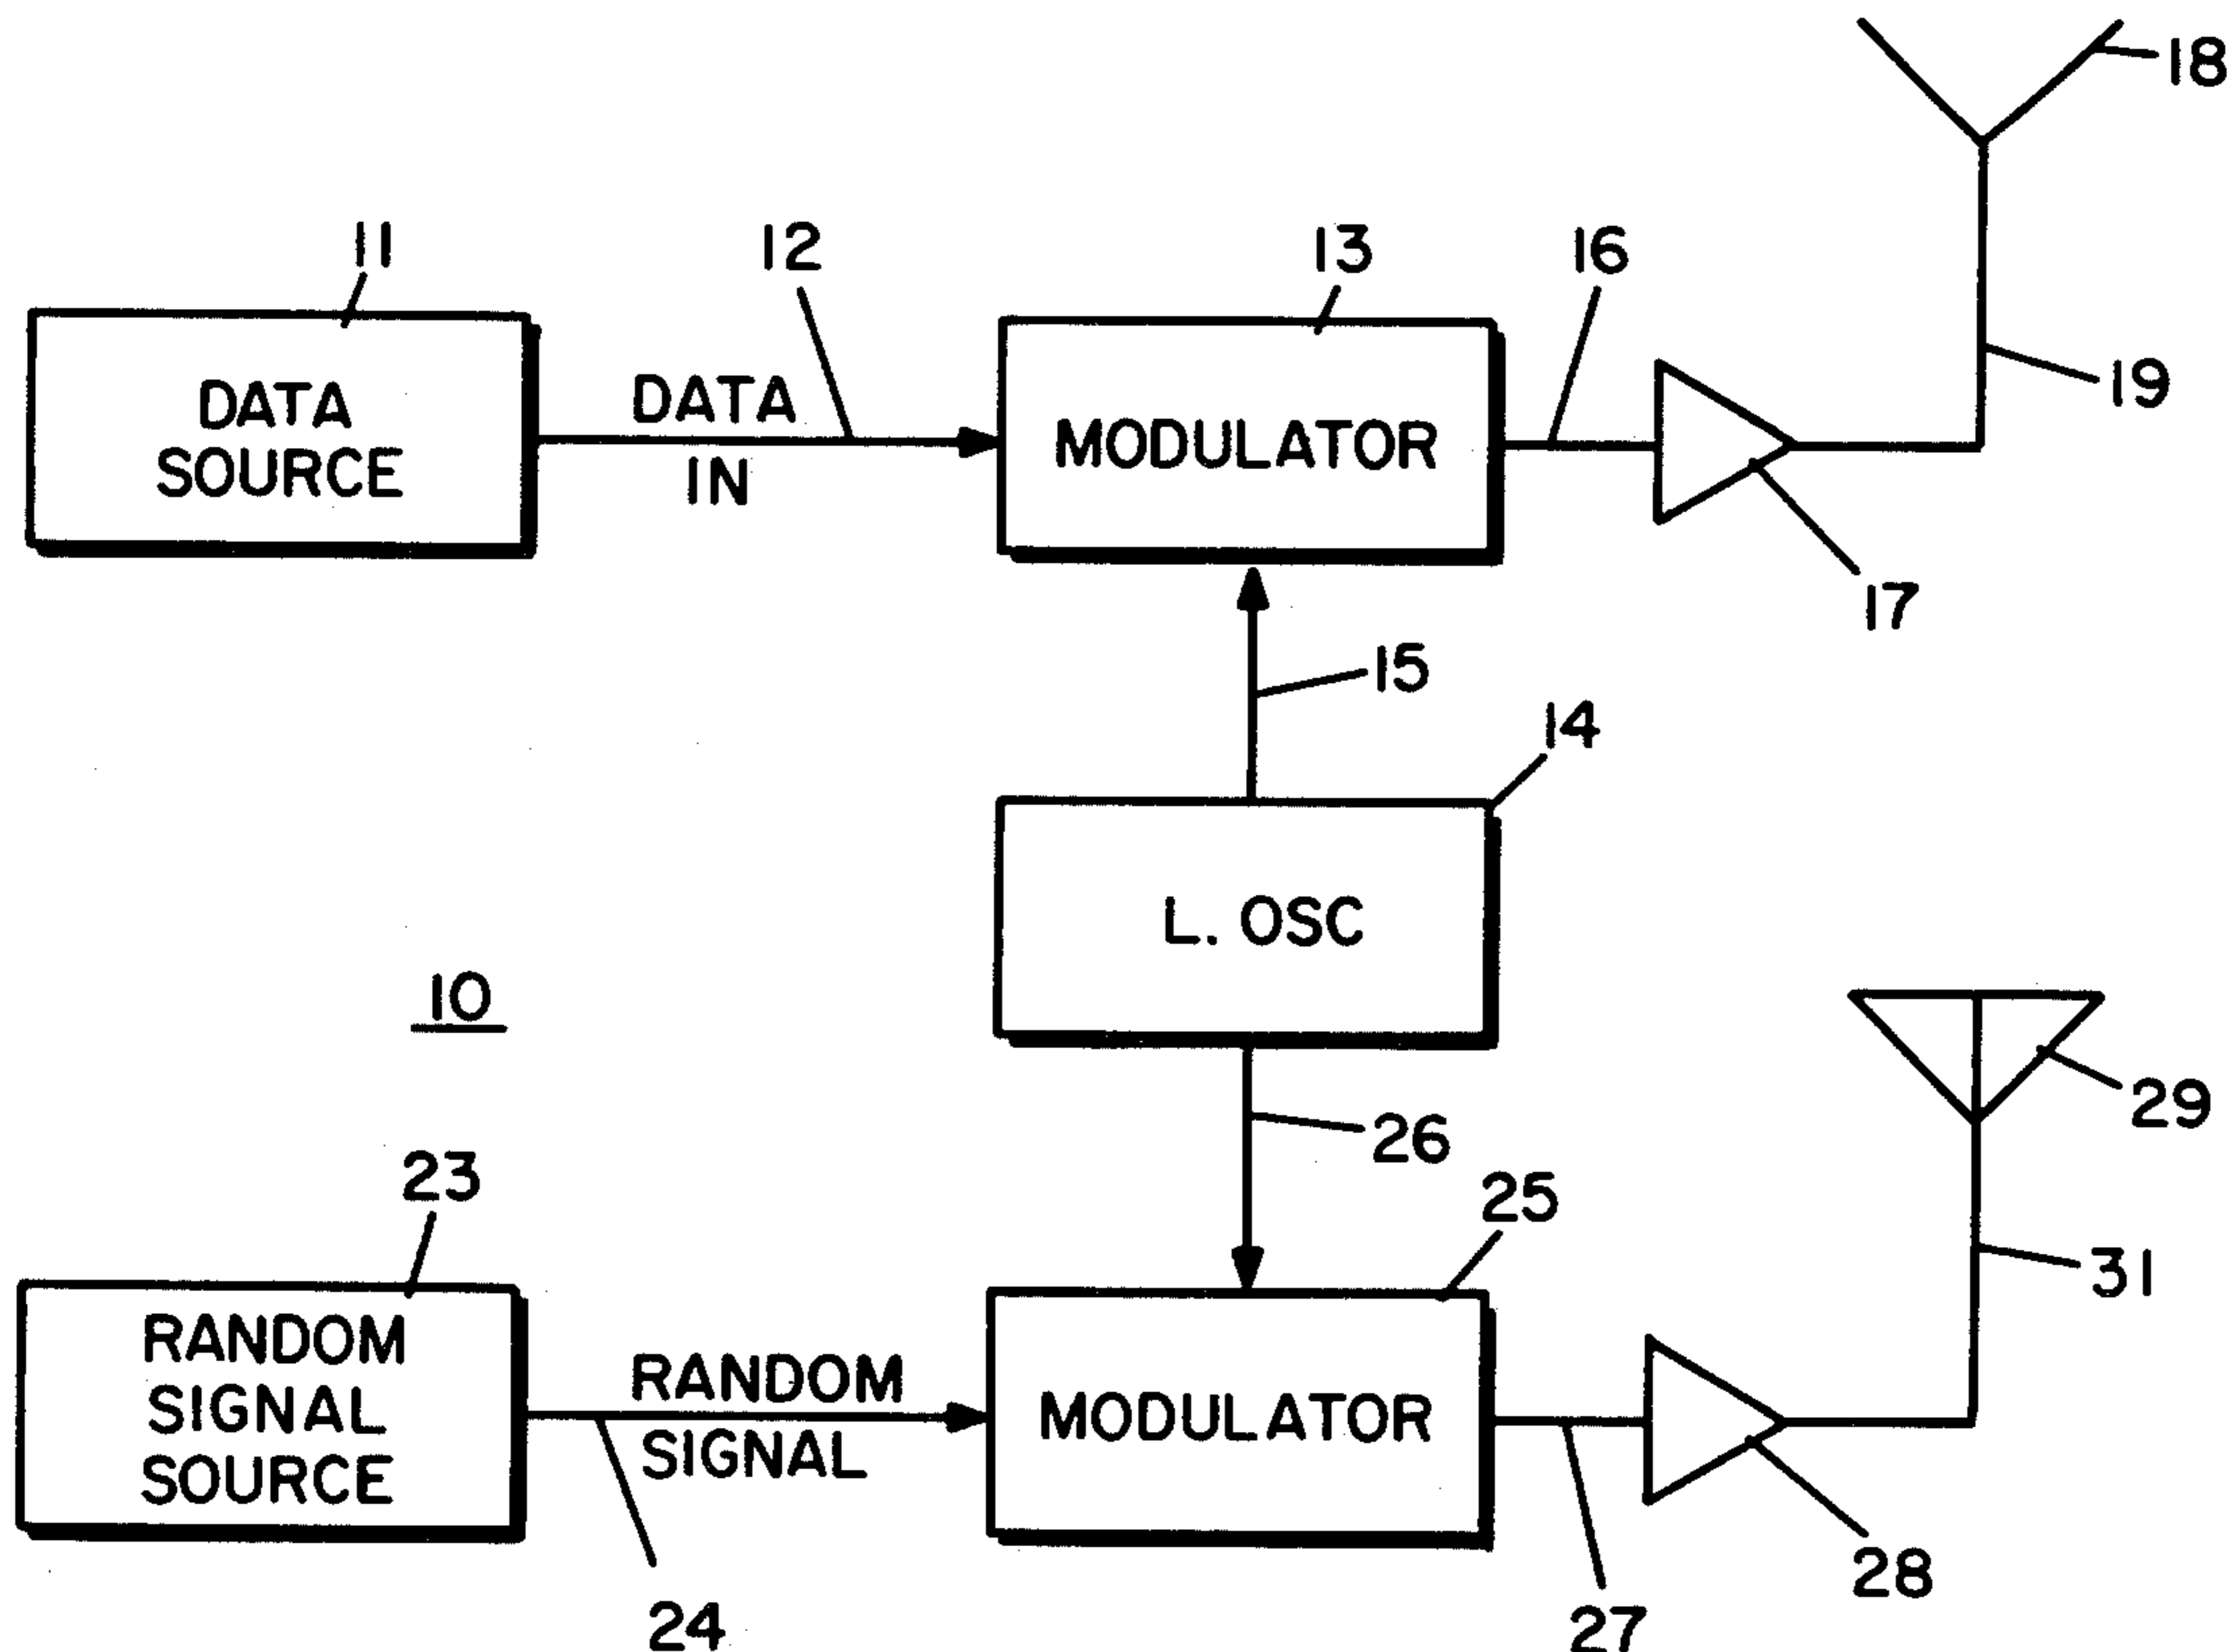 18
11
12
13
16
DATA
SOURCE
DATA
IN
MODULATOR
19
17
15
14
L. OSC
10
29
26
23
25
31
RANDOM
SIGNAL
SOURCE
RANDOM
SIGNAL
MODULATOR
28
24
27